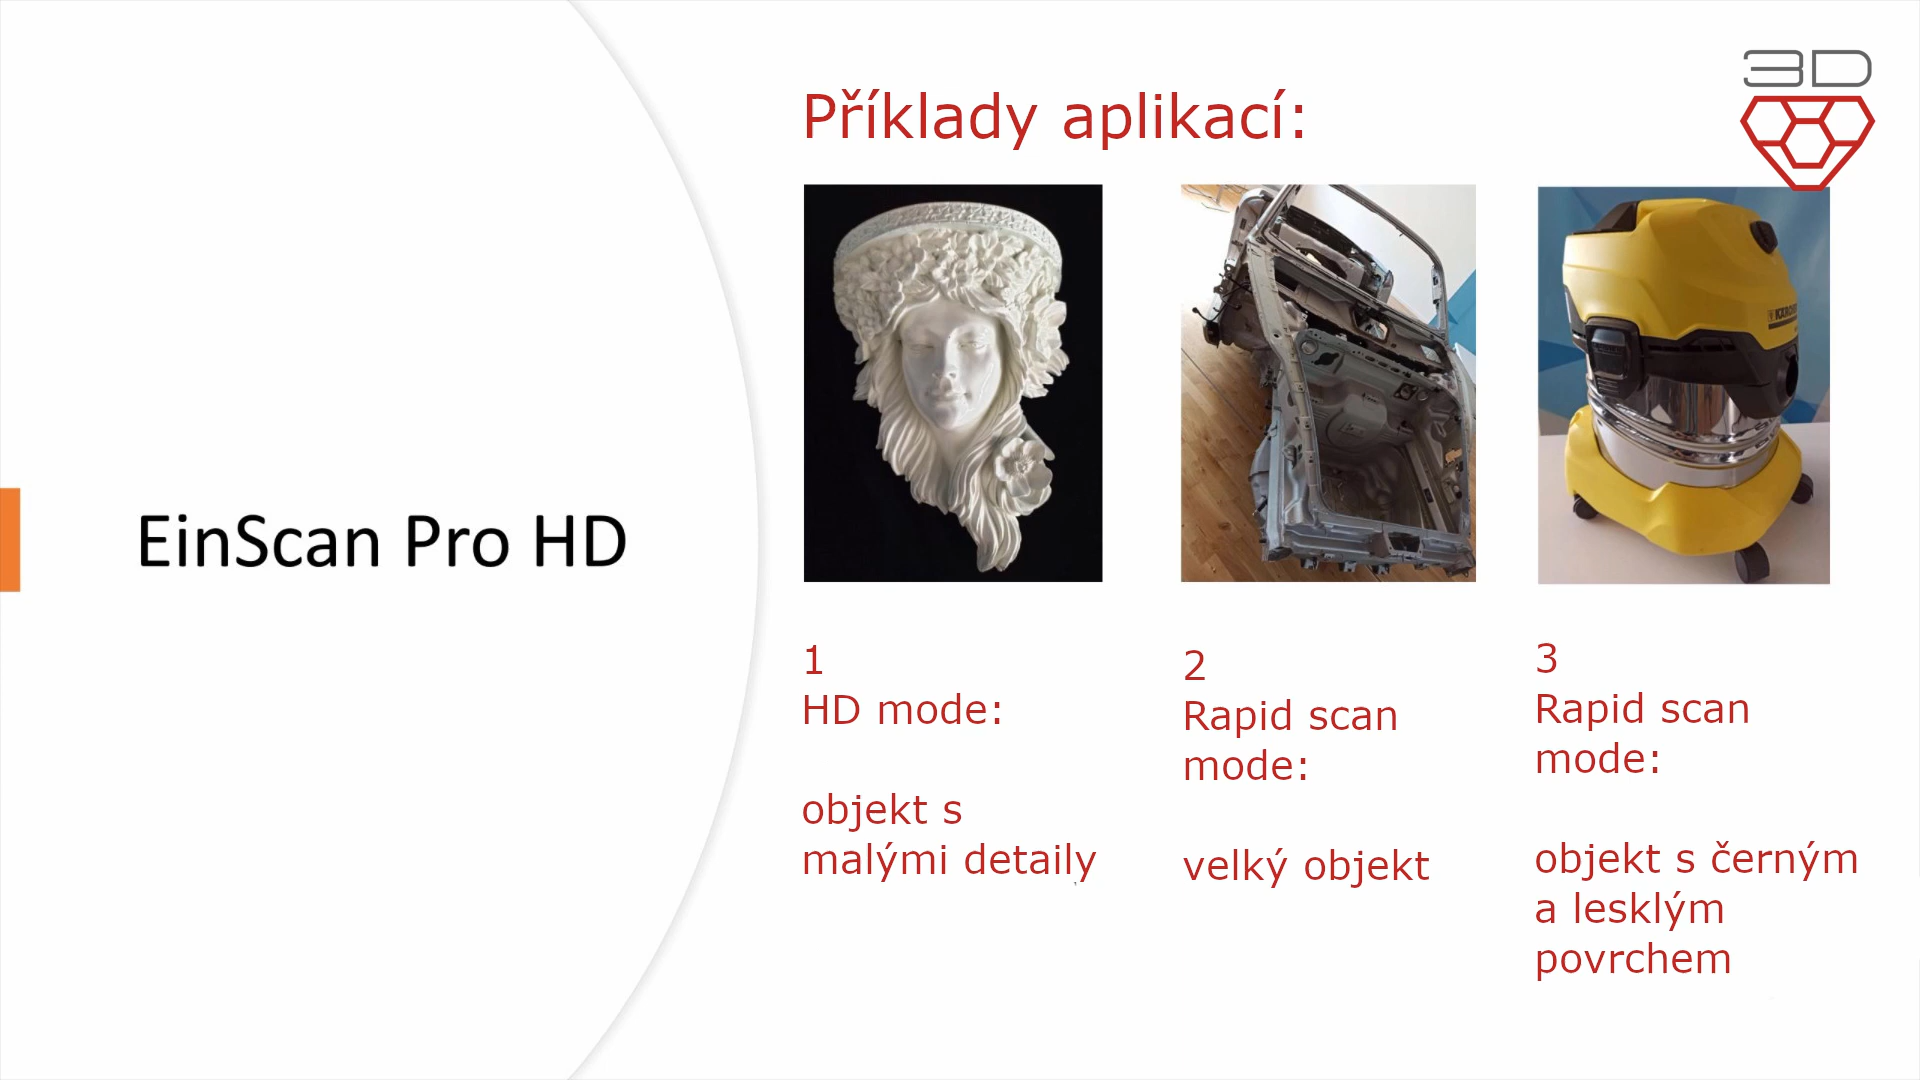 3D
Příklady aplikací:
KÄRCHER
EinScan Pro HD
1
HD mode:
objekt s
malými detaily
2
Rapid scan
mode:
velký objekt
3
Rapid scan
mode:
objekt s černým
a lesklým
povrchem